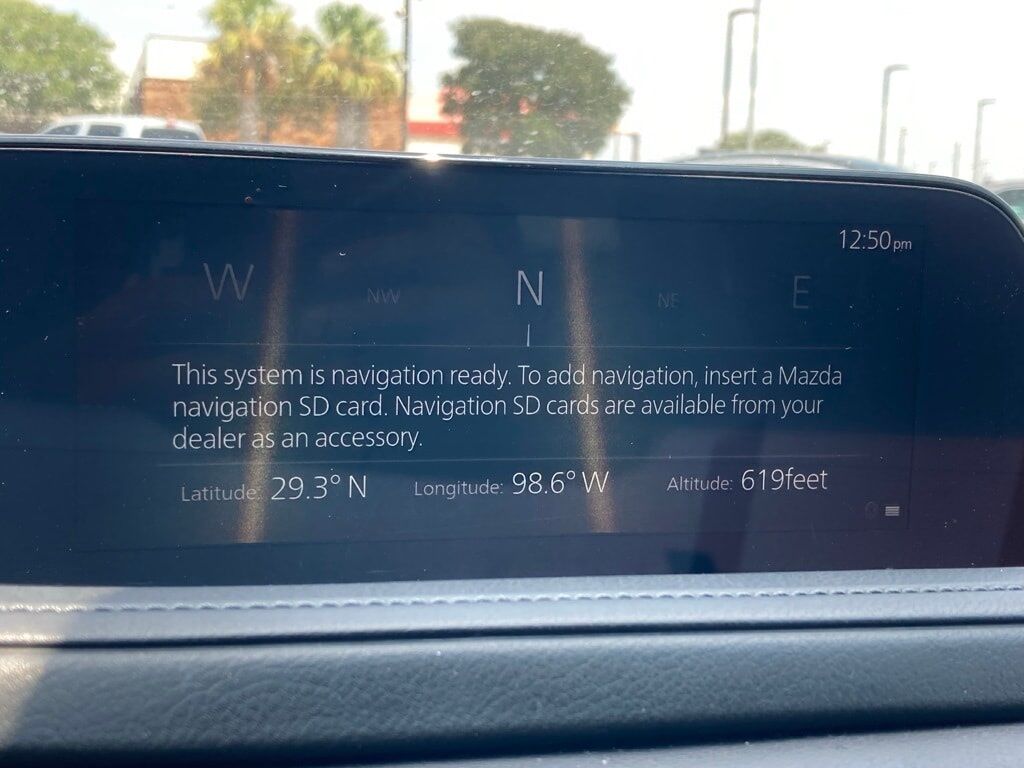 12:50pm
W NW N NE E
This system is navigation ready. To add navigation, insert a Mazda
navigation SD card. Navigation SD cards are available from your
dealer as an accessory.
Latitude: 29.3° N Longitude: 98.6° W Altitude: 619feet